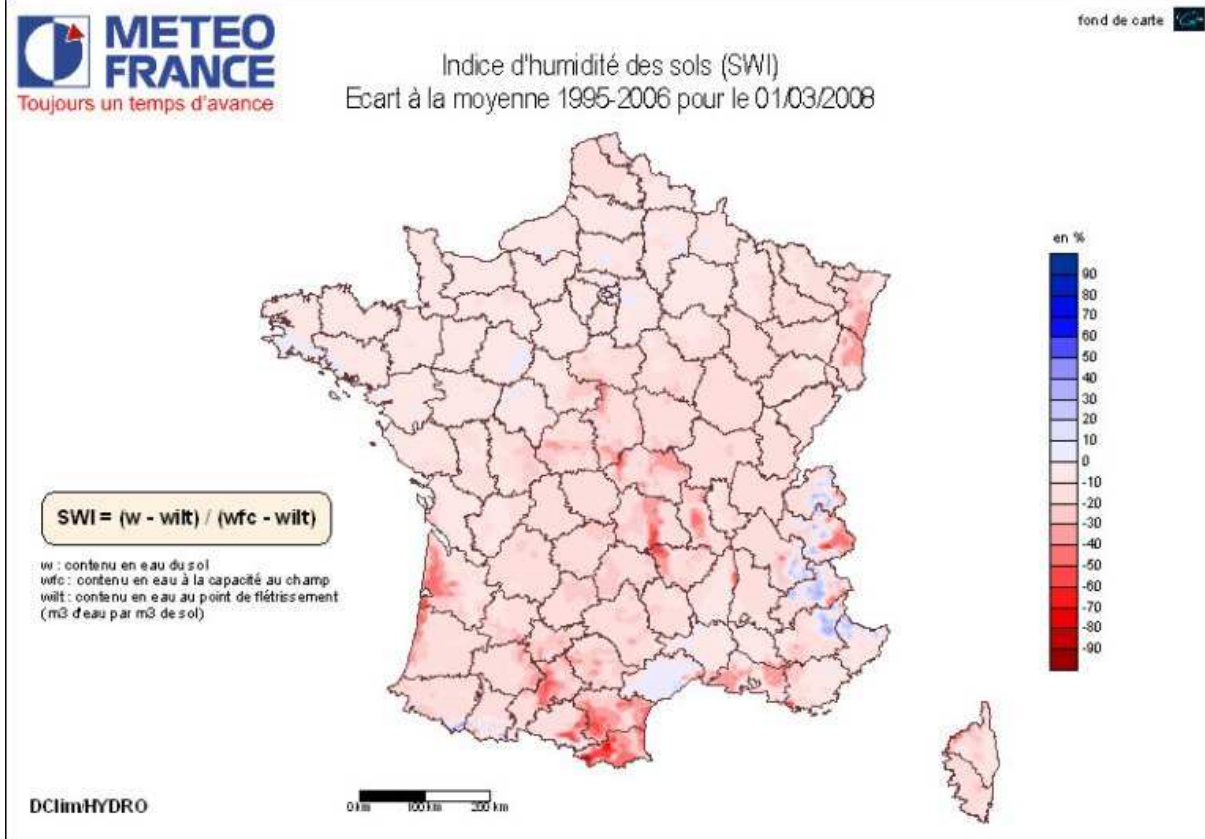 METEO
FRANCE
Toujours un temps d'avance
fond de carte
Indice d'humidité des sols (SWI)
Ecart à la moyenne 1995-2006 pour le 01/03/2008
en %
90
80
70
60
50
40
30
20
10
0
-10
-20
-30
-40
-50
-60
-70
-80
-90
SWI = (w - wilt) / (wfc - wilt)
w : contenu en eau du sol
wfc : contenu en eau à la capacité au champ
wilt : contenu en eau au point de flétrissement
(m3 d'eau par m3 de sol)
DClim/HYDRO
0 km 100 km 200 km